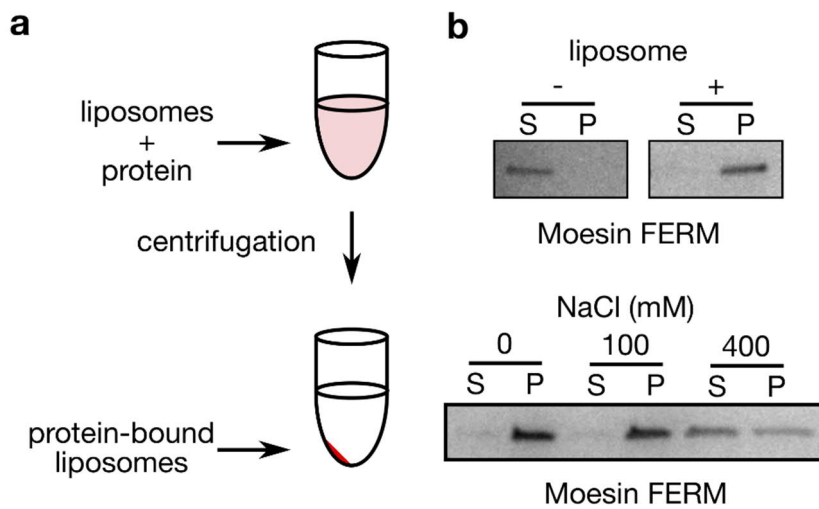 a
liposomes
+
protein
centrifugation
protein-bound
liposomes
b
liposome
- +
S P S P
Moesin FERM
NaCl (mM)
0 100 400
S P S P S P
Moesin FERM